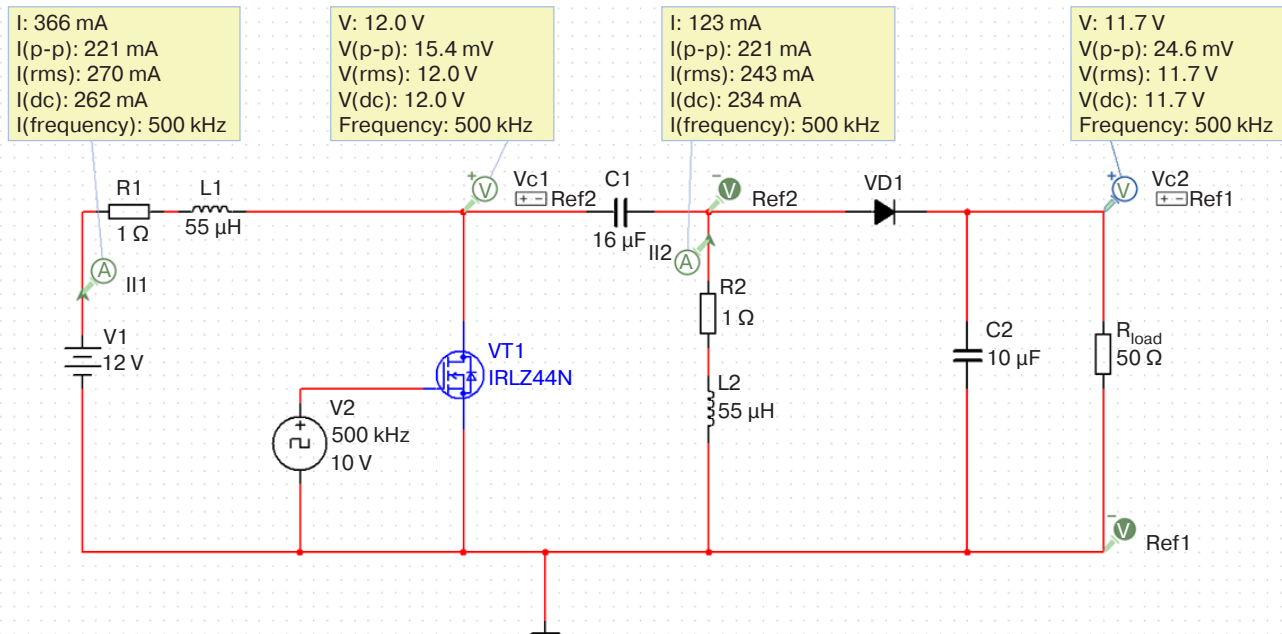 I: 366 mA
I(p-p): 221 mA
I(rms): 270 mA
I(dc): 262 mA
I(frequency): 500 kHz
V: 12.0 V
V(p-p): 15.4 mV
V(rms): 12.0 V
V(dc): 12.0 V
Frequency: 500 kHz
I: 123 mA
I(p-p): 221 mA
I(rms): 243 mA
I(dc): 234 mA
I(frequency): 500 kHz
V: 11.7 V
V(p-p): 24.6 mV
V(rms): 11.7 V
V(dc): 11.7 V
Frequency: 500 kHz
R1
1 Ω
L1
55 μH
+
V
Vc1
+ -
Ref2
C1
16 μF
-
V
Ref2
VD1
+
V
Vc2
+ -
Ref1
A
II1
A
II2
R2
1 Ω
V1
12 V
VT1
IRLZ44N
C2
10 μF
Rload
50 Ω
L2
55 μH
V2
500 kHz
10 V
+
-
V
Ref1